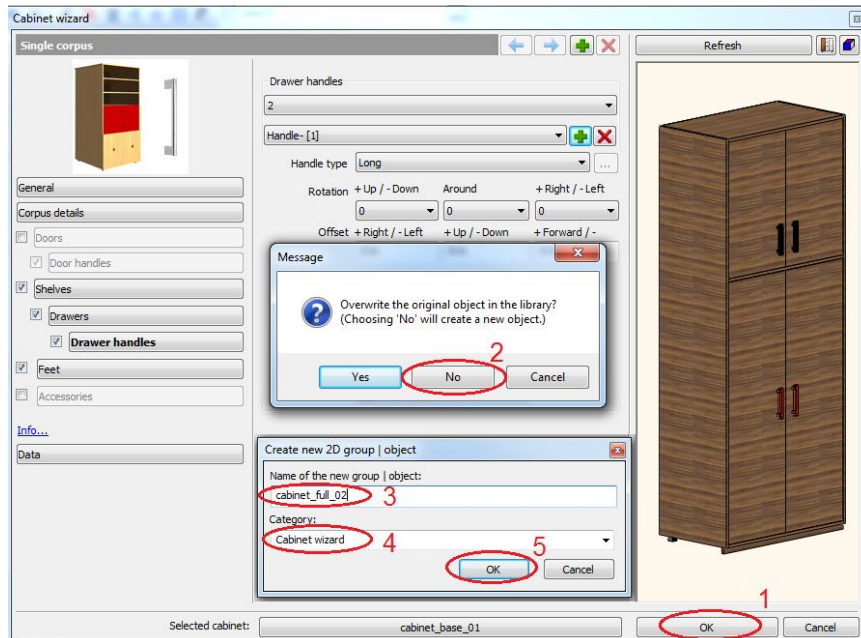 Cabinet wizard
Single corpus
Refresh
Drawer handles
2
Handle- [1]
Handle type Long ...
Rotation + Up / - Down Around + Right / - Left
0 0 0
Offset + Right / - Left + Up / - Down + Forward / -
General
Corpus details
Doors
Door handles
Shelves
Drawers
Drawer handles
Feet
Accessories
Info...
Data
Message
Overwrite the original object in the library?
(Choosing 'No' will create a new object.)
2
Yes No Cancel
Create new 2D group | object
Name of the new group | object:
cabinet_full_02 3
Category:
Cabinet wizard 4
5
OK Cancel
1
Selected cabinet: cabinet_base_01 OK Cancel